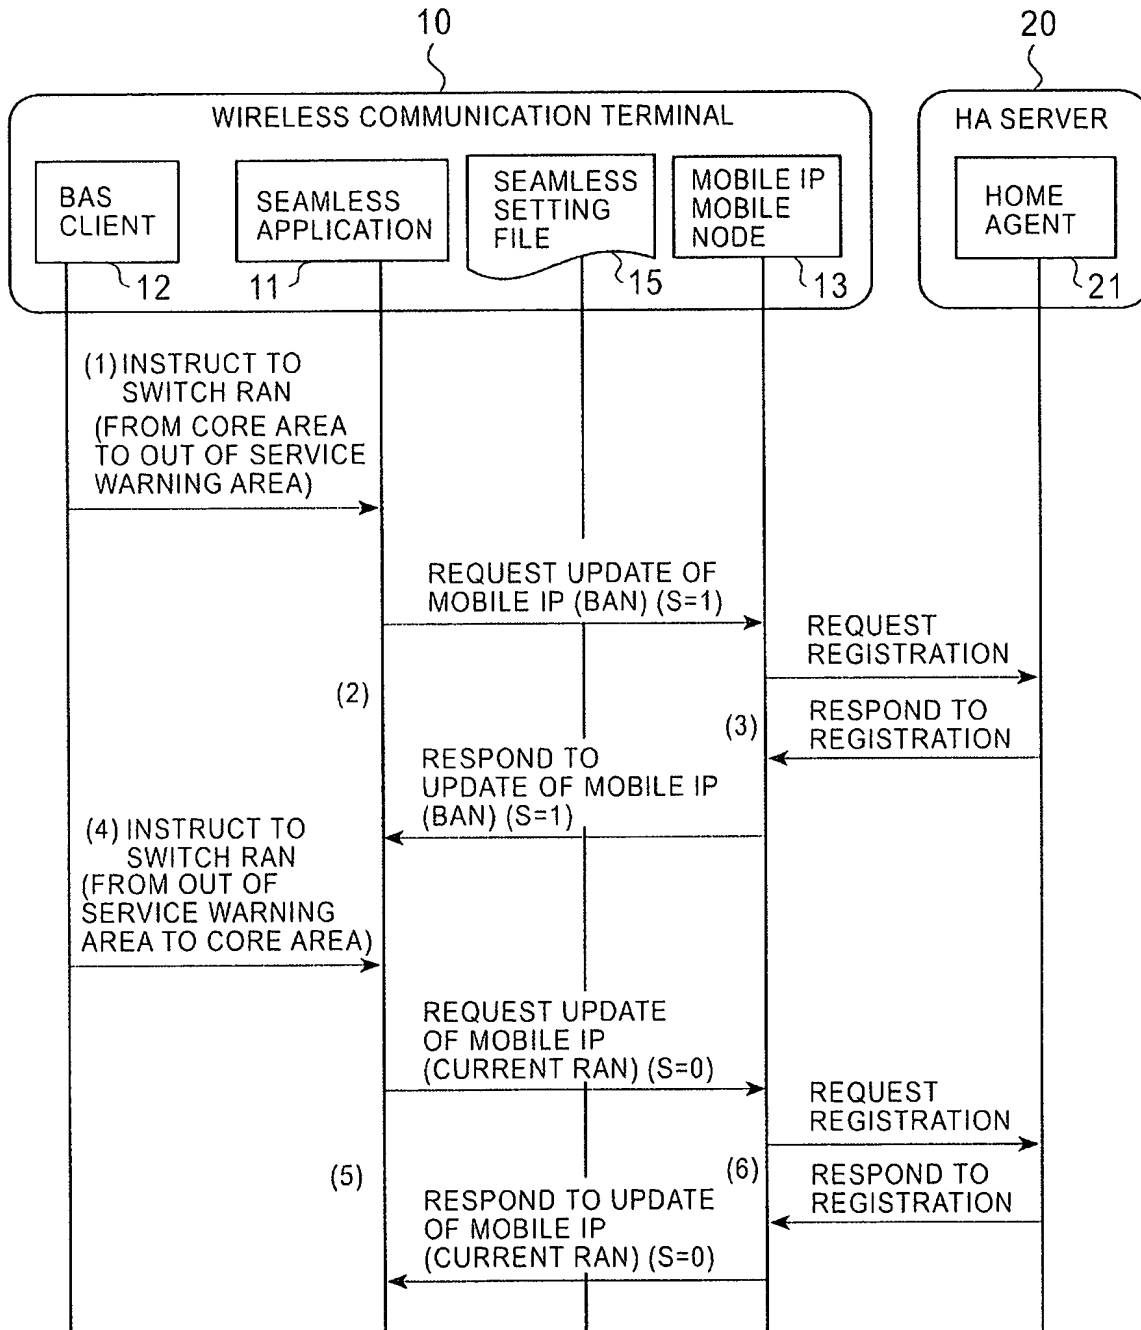 10
20
WIRELESS COMMUNICATION TERMINAL
HA SERVER
BAS
CLIENT
12
SEAMLESS
APPLICATION
11
SEAMLESS
SETTING
FILE
15
MOBILE IP
MOBILE
NODE
13
HOME
AGENT
21
(1) INSTRUCT TO
SWITCH RAN
(FROM CORE AREA
TO OUT OF SERVICE
WARNING AREA)
REQUEST UPDATE OF
MOBILE IP (BAN) (S=1)
REQUEST
REGISTRATION
(2)
(3)
RESPOND TO
REGISTRATION
RESPOND TO
UPDATE OF MOBILE IP
(BAN) (S=1)
(4) INSTRUCT TO
SWITCH RAN
(FROM OUT OF
SERVICE WARNING
AREA TO CORE AREA)
REQUEST UPDATE
OF MOBILE IP
(CURRENT RAN) (S=0)
REQUEST
REGISTRATION
(5)
(6)
RESPOND TO
REGISTRATION
RESPOND TO UPDATE
OF MOBILE IP
(CURRENT RAN) (S=0)